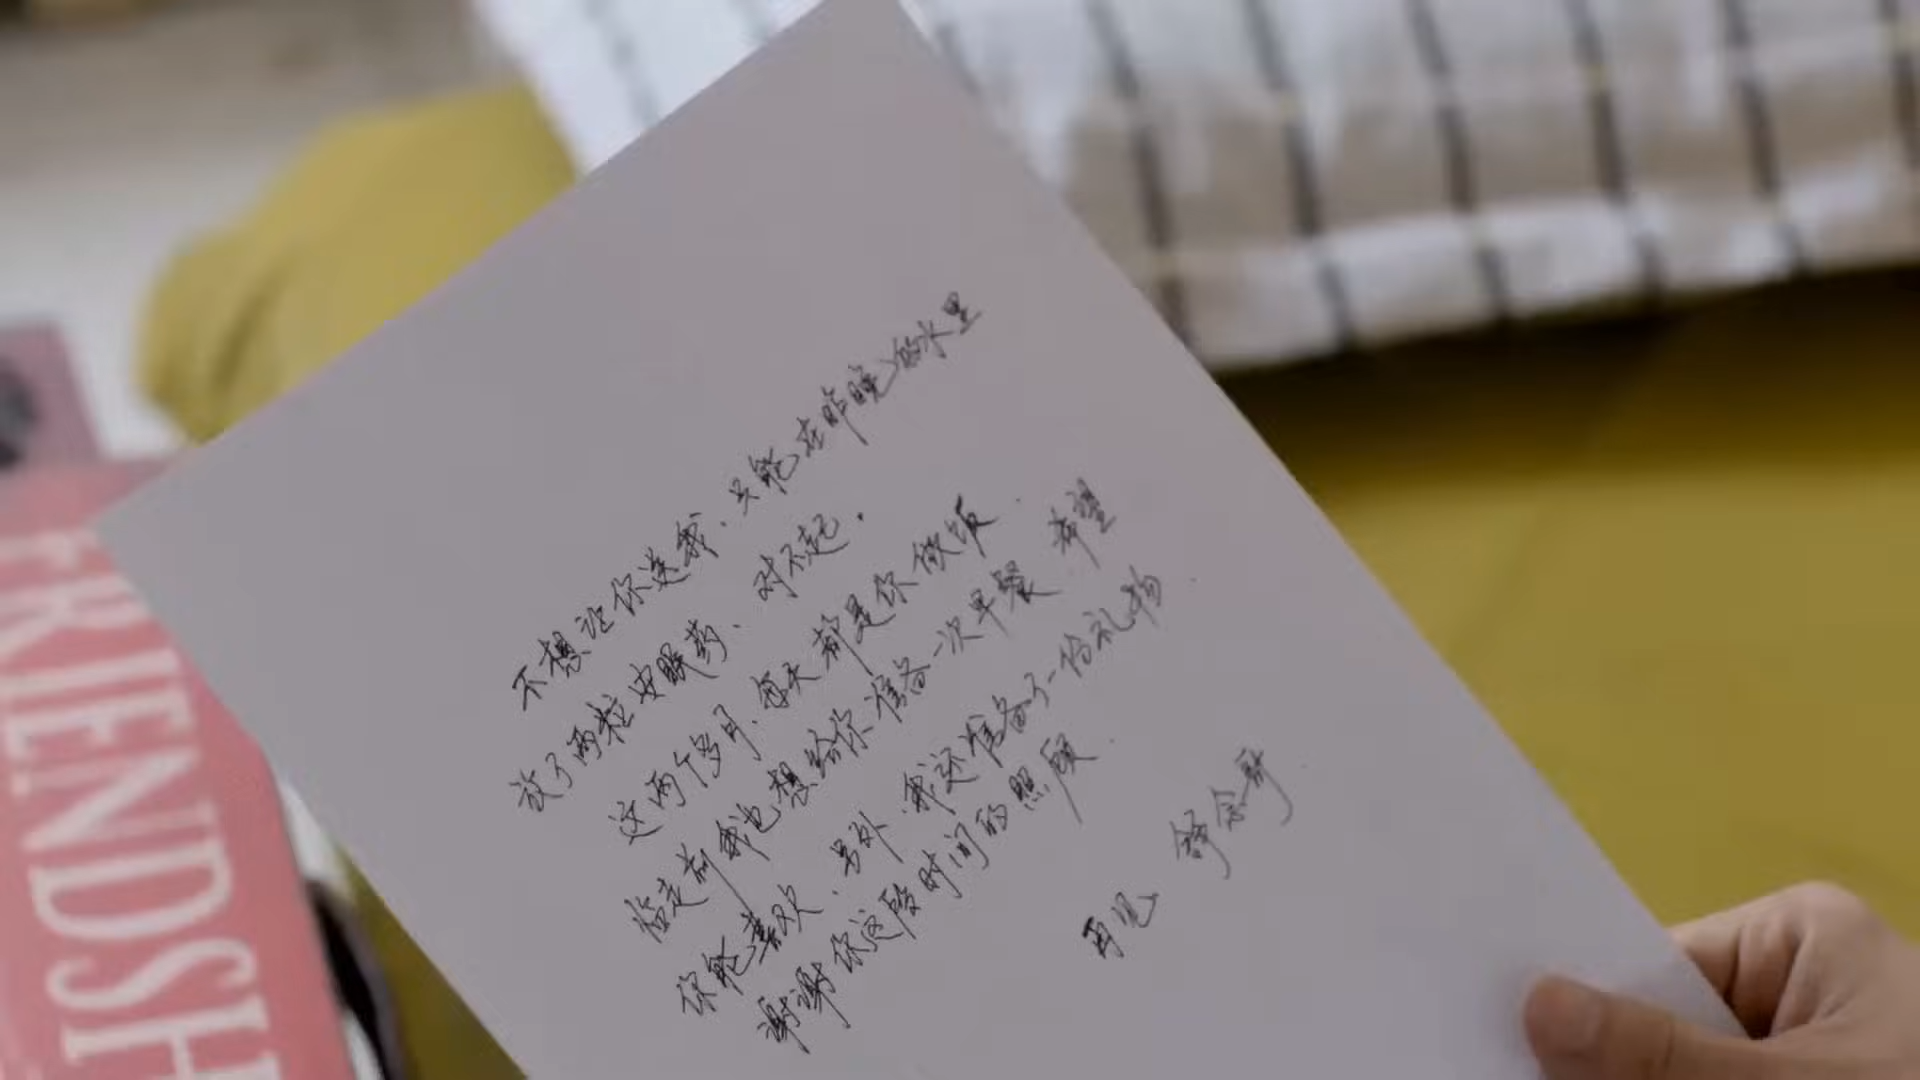 不想让你送我,只能在昨晚的水里
放了两粒安眠药、对不起.
这两个多月,每天都是你做饭.
临走前我也想给你准备一次早餐 希望
你能喜欢.另外.我还准备了一份礼物.
谢谢你这段时间的照顾.
再见 舒念哥.
FRIENDSH